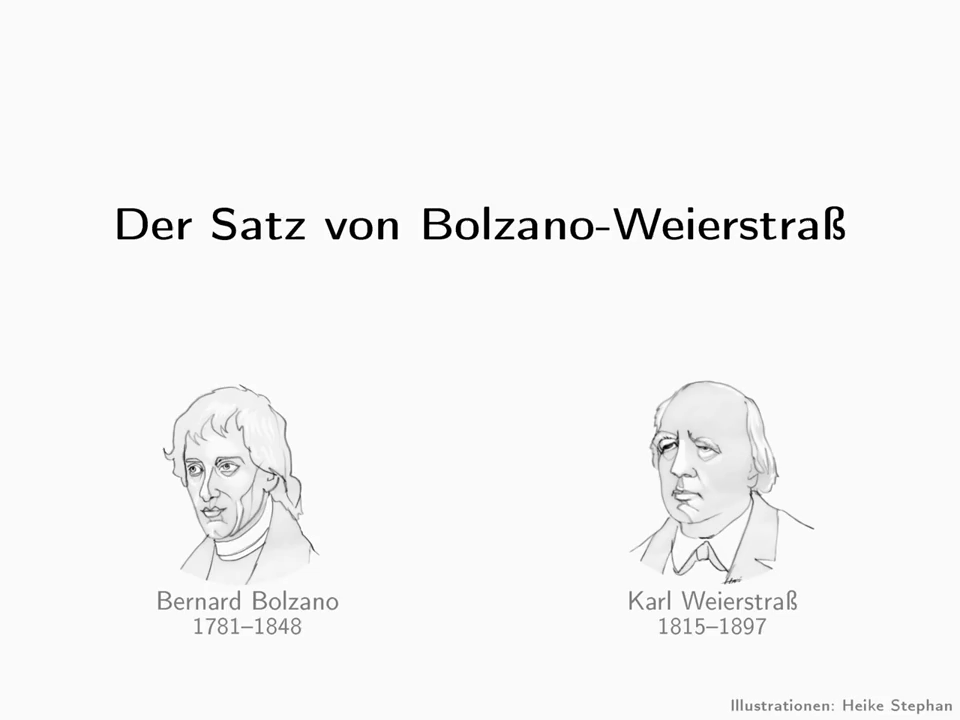 Der Satz von Bolzano-Weierstraß
Bernard Bolzano
1781–1848
Karl Weierstraß
1815–1897
Illustrationen: Heike Stephan